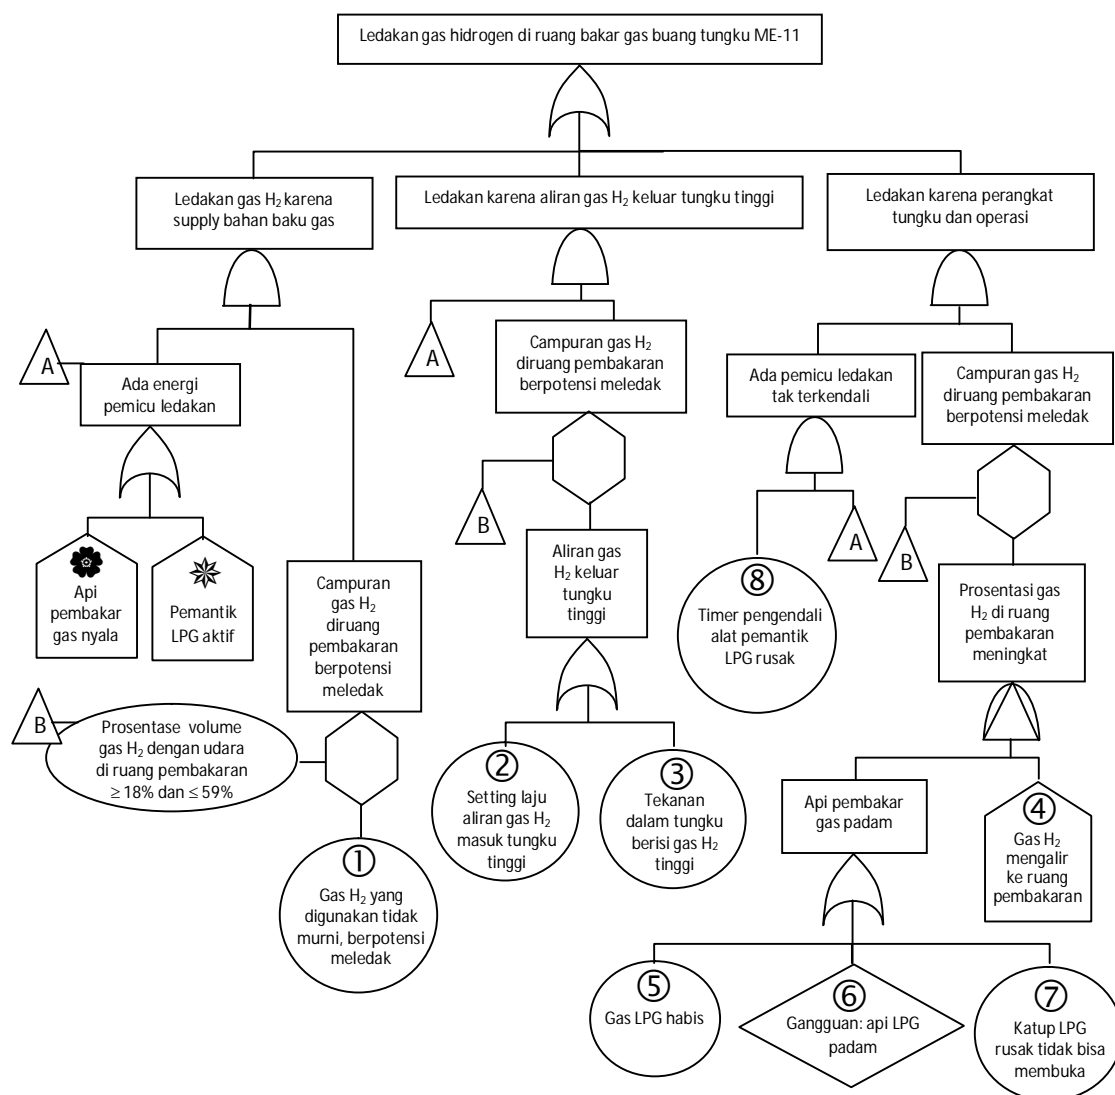 Ledakan gas hidrogen di ruang bakar gas buang tungku ME-11
Ledakan gas H₂ karena
supply bahan baku gas
Ledakan karena aliran gas H₂ keluar tungku tinggi
Ledakan karena perangkat
tungku dan operasi
A
Ada energi
pemicu ledakan
A
Campuran gas H₂
diruang pembakaran
berpotensi meledak
Ada pemicu ledakan
tak terkendali
Campuran gas H₂
diruang pembakaran
berpotensi meledak
B
A
B
Api
pembakar
gas nyala
Pemantik
LPG aktif
Campuran
gas H₂
diruang
pembakaran
berpotensi
meledak
Aliran gas
H₂ keluar
tungku
tinggi
⑧
Timer pengendali
alat pemantik
LPG rusak
Prosentasi gas
H₂ di ruang
pembakaran
meningkat
B
Prosentase volume
gas H₂ dengan udara
di ruang pembakaran
≥ 18% dan ≤ 59%
②
Setting laju
aliran gas H₂
masuk tungku
tinggi
③
Tekanan
dalam tungku
berisi gas H₂
tinggi
Api pembakar
gas padam
④
Gas H₂
mengalir
ke ruang
pembakaran
①
Gas H₂ yang
digunakan tidak
murni, berpotensi
meledak
⑤
Gas LPG habis
⑥
Gangguan: api LPG
padam
⑦
Katup LPG
rusak tidak bisa
membuka